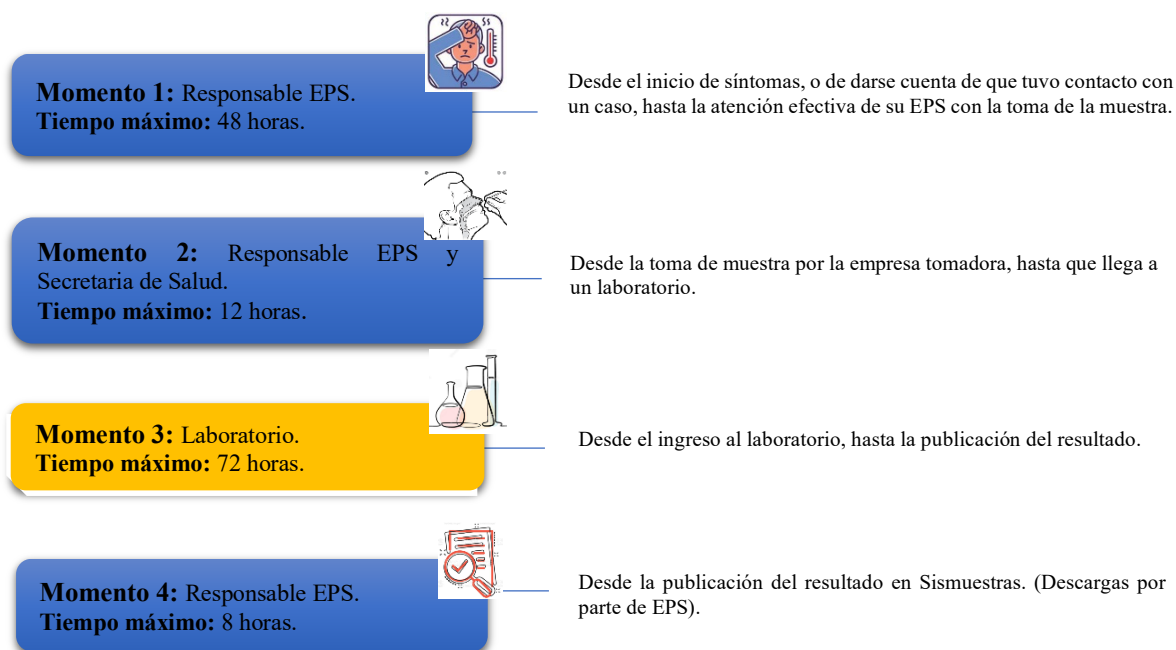 Momento 1: Responsable EPS.
Tiempo máximo: 48 horas.
Desde el inicio de síntomas, o de darse cuenta de que tuvo contacto con
un caso, hasta la atención efectiva de su EPS con la toma de la muestra.
Momento 2: Responsable EPS y
Secretaria de Salud.
Tiempo máximo: 12 horas.
Desde la toma de muestra por la empresa tomadora, hasta que llega a
un laboratorio.
Momento 3: Laboratorio.
Tiempo máximo: 72 horas.
Desde el ingreso al laboratorio, hasta la publicación del resultado.
Momento 4: Responsable EPS.
Tiempo máximo: 8 horas.
Desde la publicación del resultado en Sismuestras. (Descargas por
parte de EPS).